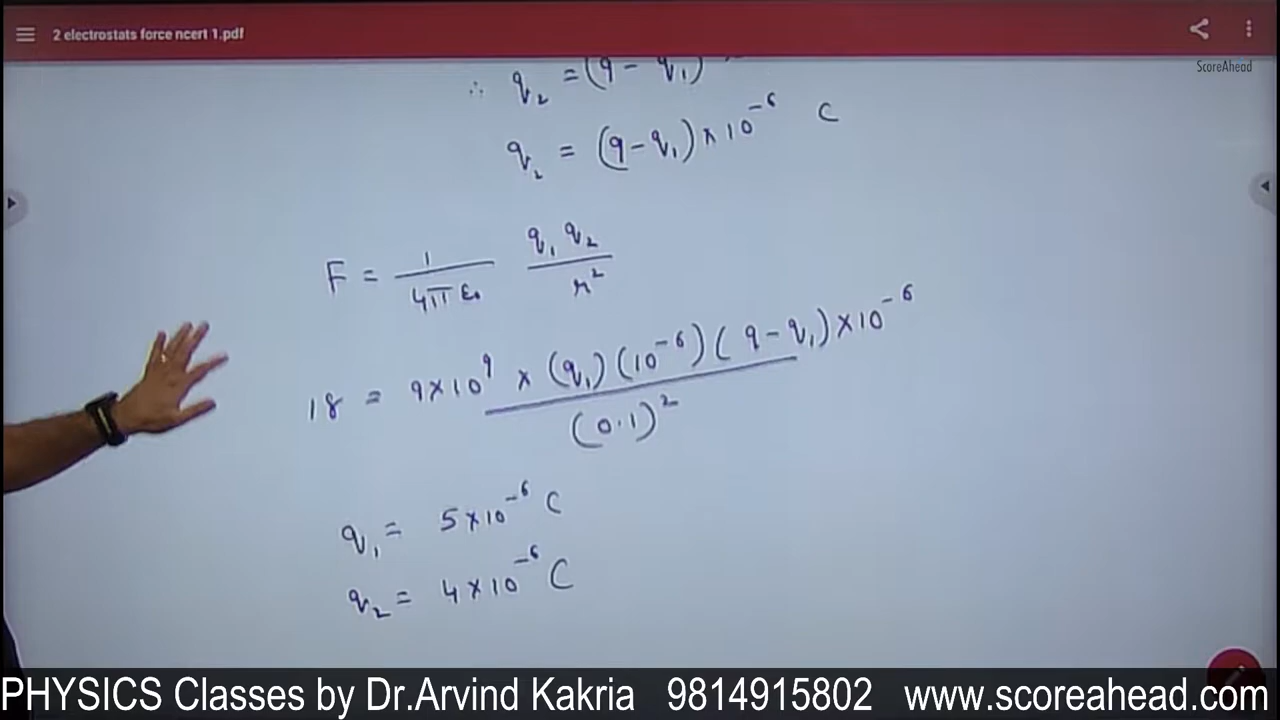 2 electrostats force ncert 1.pdf
ScoreAhead
∴ q₂ = (9 - q₁)
q₂ = (9 - q₁) × 10⁻⁶ C
F = 1/4πε₀ q₁ q₂/r²
18 = 9×10⁹ × (q₁)(10⁻⁶)(9 - q₁) × 10⁻⁶/(0.1)²
q₁ = 5×10⁻⁶ C
q₂ = 4×10⁻⁶ C
PHYSICS Classes by Dr.Arvind Kakria 9814915802 www.scoreahead.com